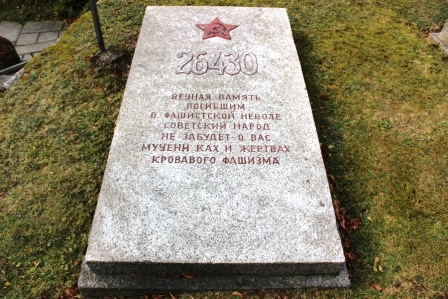 26430
ВЕЧНАЯ ПАМЯТЬ
ПОГИБШИМ
В ФАШИСТСКОЙ НЕВОЛЕ
СОВЕТСКИЙ НАРОД
НЕ ЗАБУДЕТ О ВАС
МУЧЕНИКАХ И ЖЕРТВАХ
КРОВАВОГО ФАШИЗМА